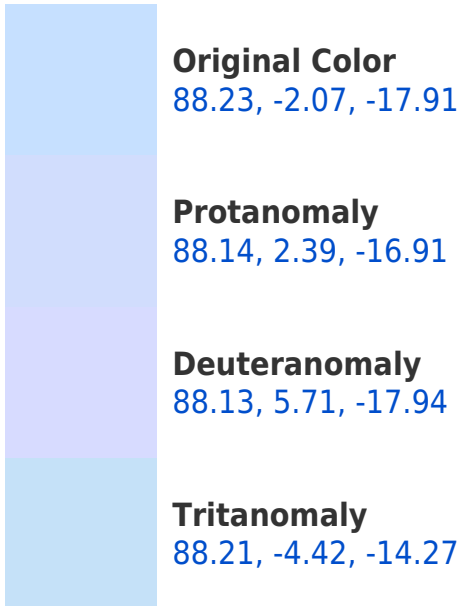 Original Color
88.23, -2.07, -17.91
Protanomaly
88.14, 2.39, -16.91
Deuteranomaly
88.13, 5.71, -17.94
Tritanomaly
88.21, -4.42, -14.27